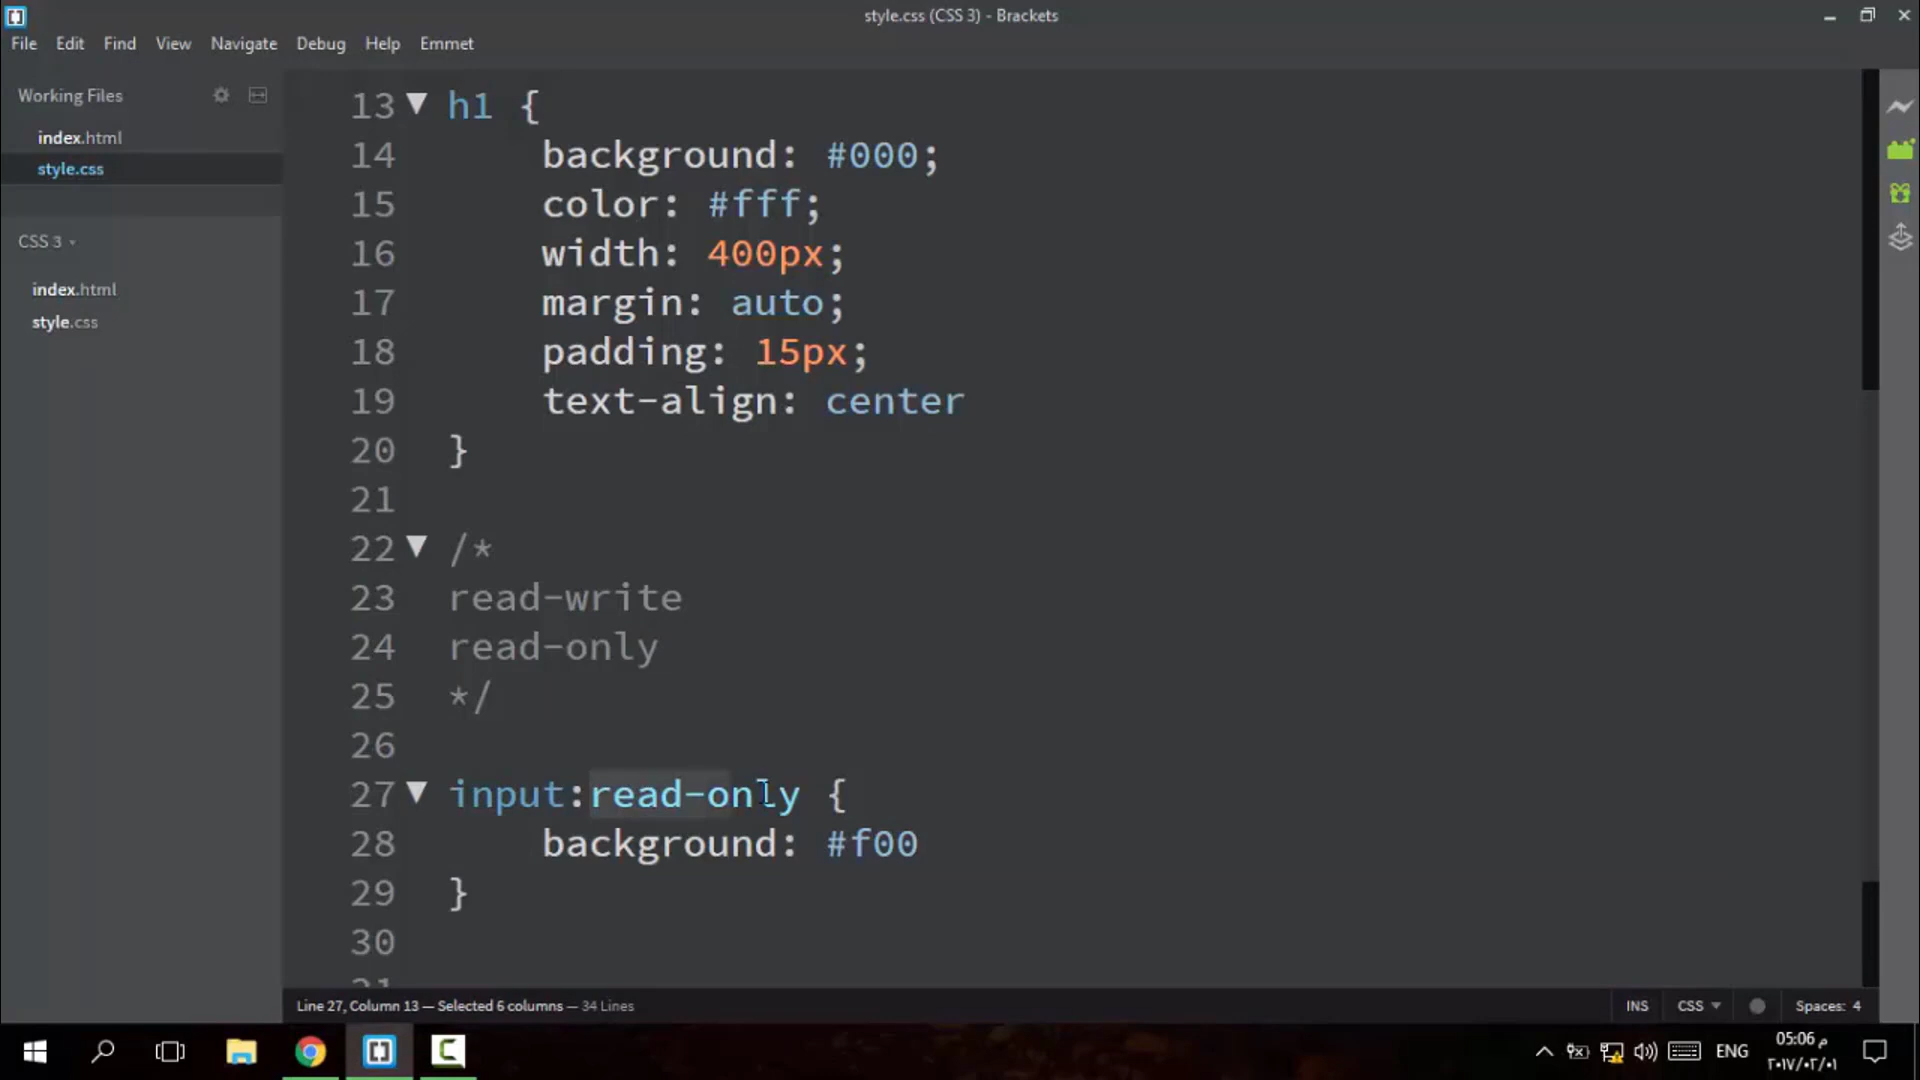 style.css (CSS 3) - Brackets
File Edit Find View Navigate Debug Help Emmet
Working Files
index.html
style.css
CSS 3
index.html
style.css
13 h1 {
14 background: #000;
15 color: #fff;
16 width: 400px;
17 margin: auto;
18 padding: 15px;
19 text-align: center
20 }
21
22 /*
23 read-write
24 read-only
25 */
26
27 input:read-only {
28 background: #f00
29 }
30
Line 27, Column 13 — Selected 6 columns — 34 Lines
INS CSS Spaces: 4
ENG
05:06 م
٢٠١٧/٠٢/٠١